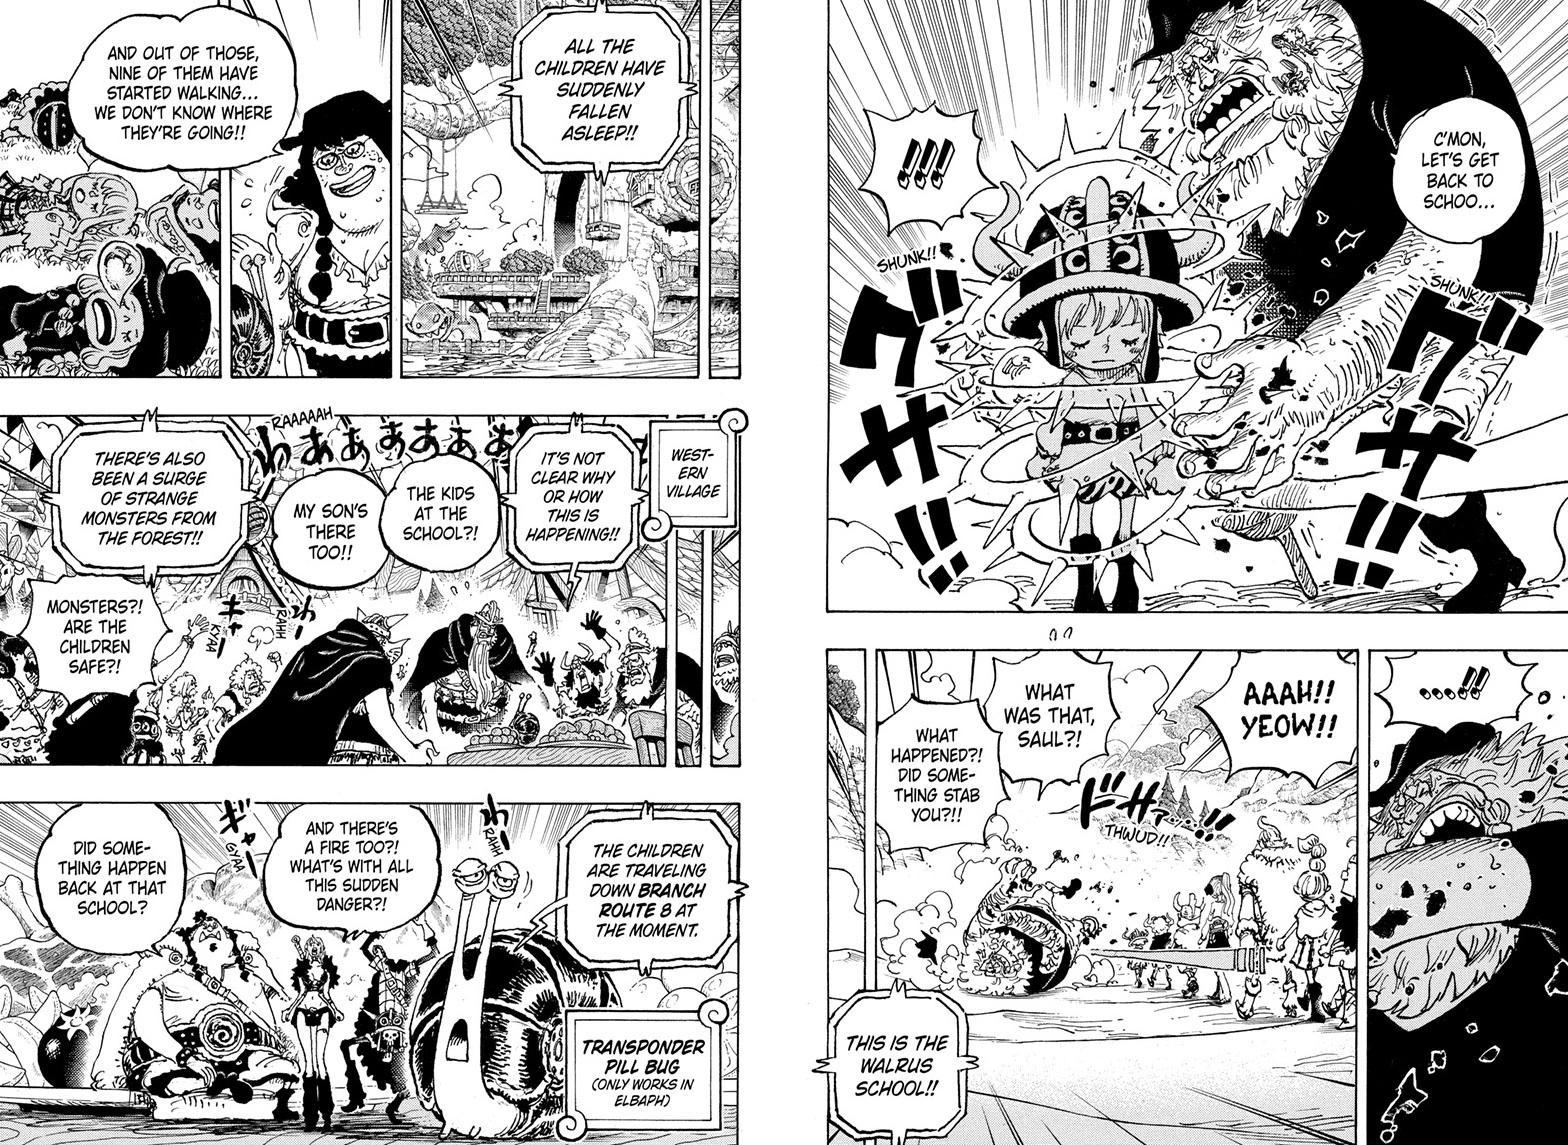 C'MON,
LET'S GET
BACK TO
SCHOO...
!!!
SHUNK!!
グサ!!
SHUNK!!
グサ!!
...!!
AAAH!!
YEOW!!
WHAT
WAS THAT,
SAUL?!
WHAT
HAPPENED?!
DID SOME-
THING STAB
YOU?!!
ドサァ...!!
THWUD!!
THIS IS THE
WALRUS
SCHOOL!!
ALL THE
CHILDREN HAVE
SUDDENLY
FALLEN
ASLEEP!!
AND OUT OF THOSE,
NINE OF THEM HAVE
STARTED WALKING...
WE DON'T KNOW WHERE
THEY'RE GOING!!
WEST-
ERN
VILLAGE
IT'S NOT
CLEAR WHY
OR HOW
THIS IS
HAPPENING!!
THE KIDS
AT THE
SCHOOL?!
MY SON'S
THERE
TOO!!
RAAAAAH
わああああああ
THERE'S ALSO
BEEN A SURGE
OF STRANGE
MONSTERS FROM
THE FOREST!!
わー
RAHH
キャー
KYAA
MONSTERS?!
ARE THE
CHILDREN
SAFE?!
THE CHILDREN
ARE TRAVELING
DOWN BRANCH
ROUTE 8 AT
THE MOMENT.
わー
RAHH
AND THERE'S
A FIRE TOO?!
WHAT'S WITH ALL
THIS SUDDEN
DANGER?!
ギャー
GYAA
DID SOME-
THING HAPPEN
BACK AT THAT
SCHOOL?
TRANSPONDER
PILL BUG
(ONLY WORKS IN
ELBAPH)